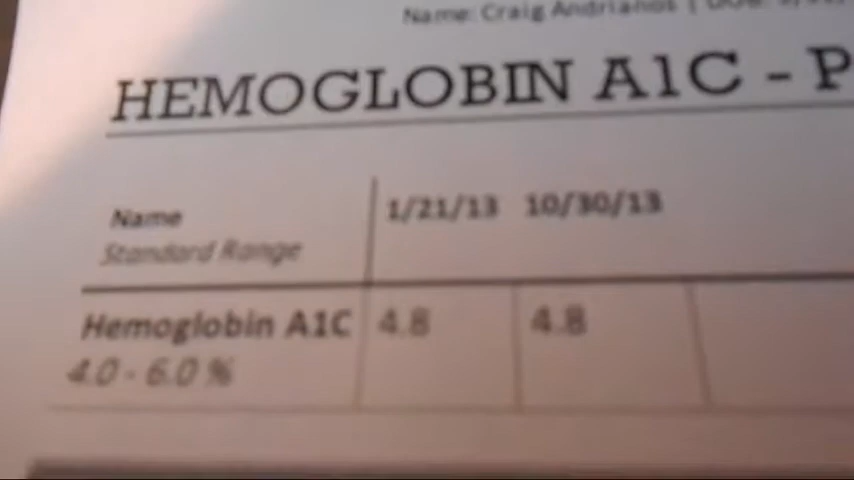 Name: Craig Andrianos | DOB:
HEMOGLOBIN A1C - P
Name 1/21/13 10/30/13
Standard Range
Hemoglobin A1C 4.8 4.8
4.0 - 6.0 %